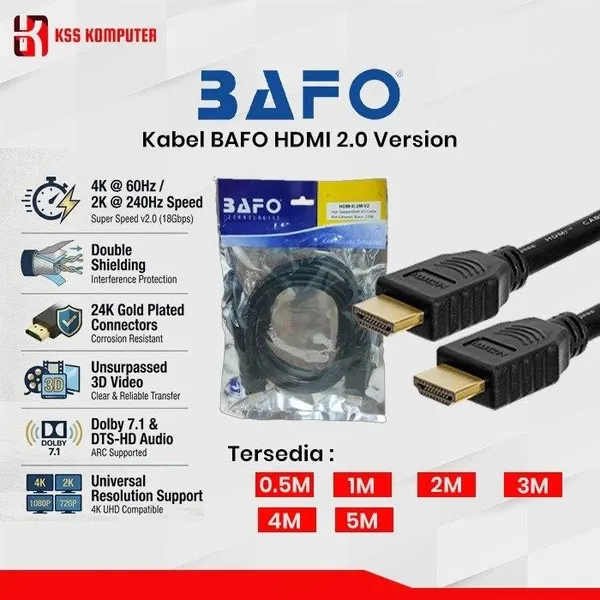 KSS KOMPUTER
BAFO®
Kabel BAFO HDMI 2.0 Version
4K @ 60Hz /
2K @ 240Hz Speed
Super Speed v2.0 (18Gbps)
Double
Shielding
Interference Protection
24K Gold Plated
Connectors
Corrosion Resistant
3D
Unsurpassed
3D Video
Clear & Reliable Transfer
DOLBY
7.1
Dolby 7.1 &
DTS-HD Audio
ARC Supported
4K 2K
1080P 720P
Universal
Resolution Support
4K UHD Compatible
BAFO
TECHNOLOGIES
HDMI
HDMI
Tersedia :
0.5M 1M 2M 3M
4M 5M